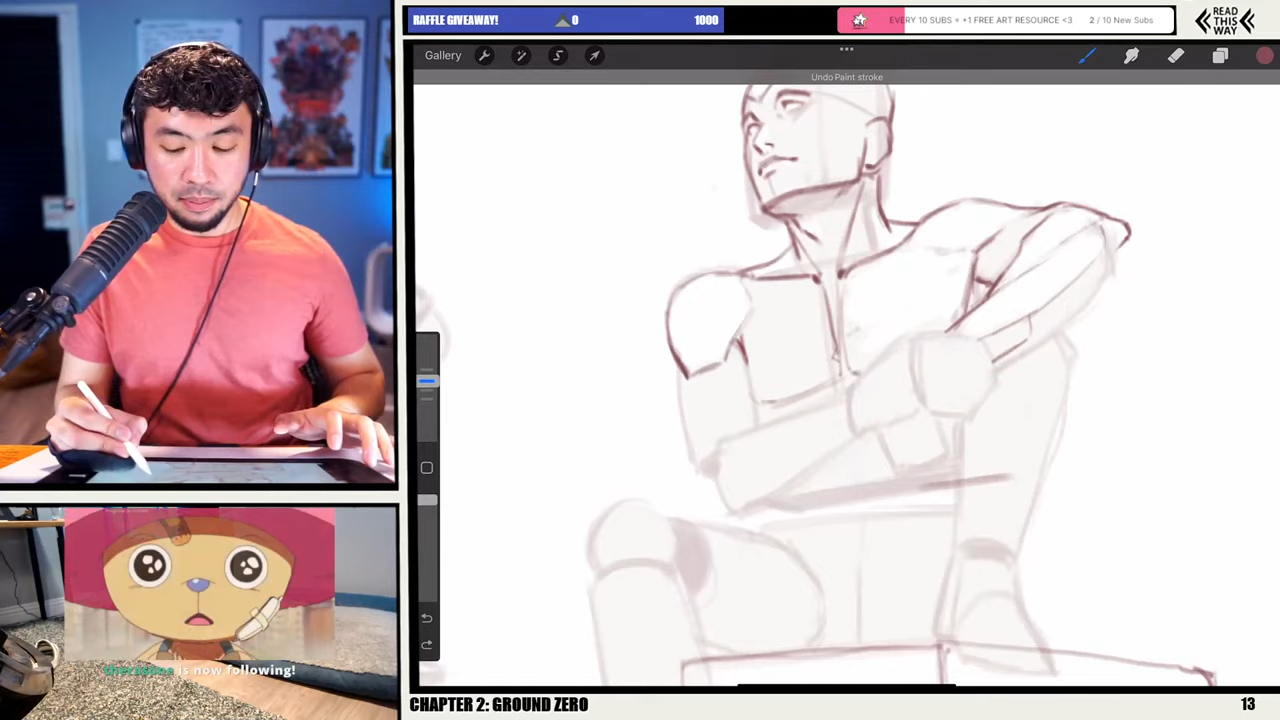 RAFFLE GIVEAWAY! 0 1000
EVERY 10 SUBS = +1 FREE ART RESOURCE <3 2 / 10 New Subs
READ
THIS
WAY
Gallery
Undo Paint stroke
is now following!
CHAPTER 2: GROUND ZERO
13